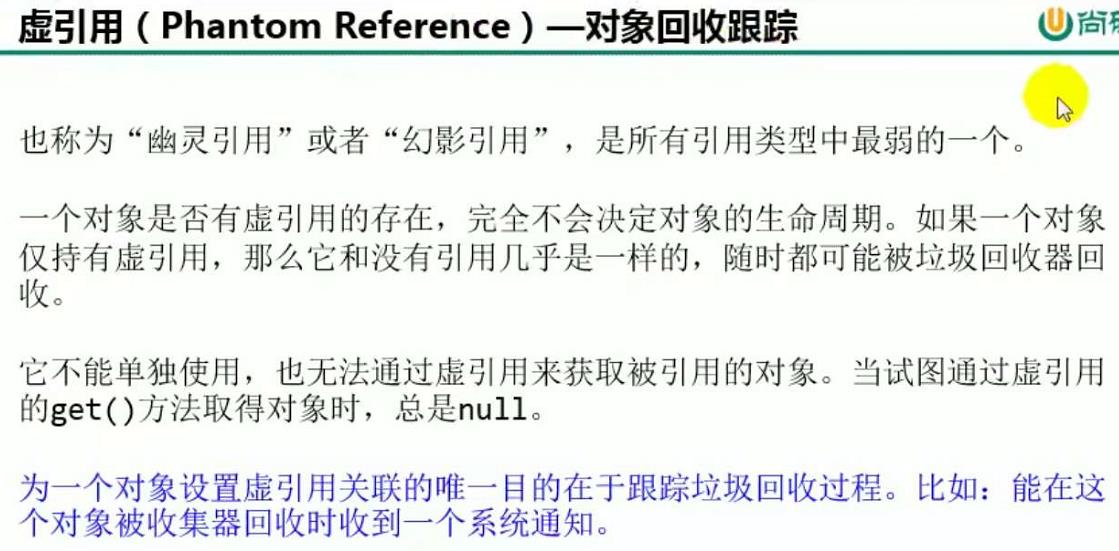 虚引用（Phantom Reference）—对象回收跟踪
尚
也称为“幽灵引用”或者“幻影引用”，是所有引用类型中最弱的一个。
一个对象是否有虚引用的存在，完全不会决定对象的生命周期。如果一个对象
仅持有虚引用，那么它和没有引用几乎是一样的，随时都可能被垃圾回收器回
收。
它不能单独使用，也无法通过虚引用来获取被引用的对象。当试图通过虚引用
的get()方法取得对象时，总是null。
为一个对象设置虚引用关联的唯一目的在于跟踪垃圾回收过程。比如：能在这
个对象被收集器回收时收到一个系统通知。